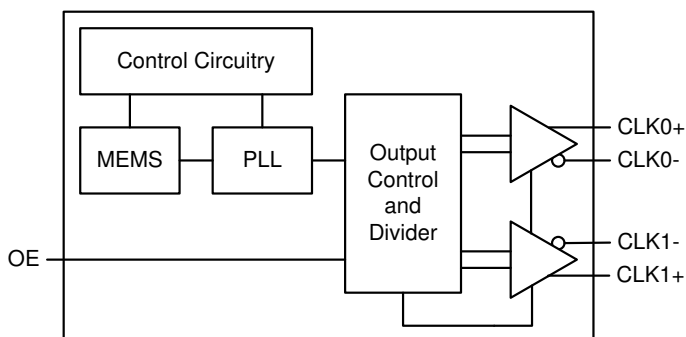 Control Circuitry
MEMS
PLL
Output
Control
and
Divider
OE
CLK0+
CLK0-
CLK1-
CLK1+